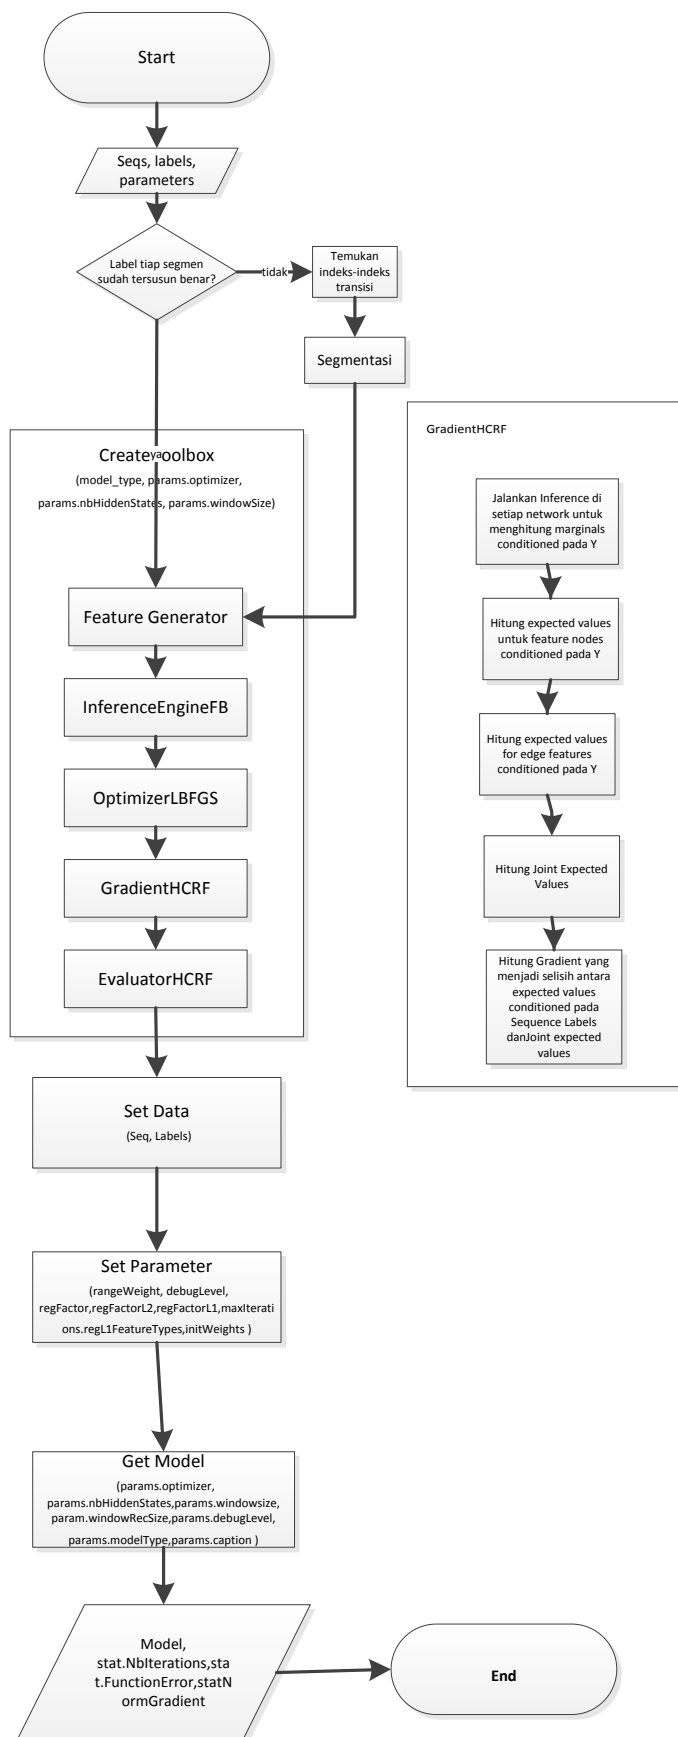 Start
Seqs, labels,
parameters
Label tiap segmen
sudah tersusun benar?
tidak
Temukan
indeks-indeks
transisi
Segmentasi
ya
Createtoolbox
(model_type, params.optimizer,
params.nbHiddenStates, params.windowSize)
Feature Generator
InferenceEngineFB
OptimizerLBFGS
GradientHCRF
EvaluatorHCRF
Set Data
(Seq, Labels)
Set Parameter
(rangeWeight, debugLevel,
regFactor,regFactorL2,regFactorL1,maxIterati
ons.regL1FeatureTypes,initWeights )
Get Model
(params.optimizer,
params.nbHiddenStates,params.windowsize,
param.windowRecSize,params.debugLevel,
params.modelType,params.caption )
Model,
stat.NbIterations,sta
t.FunctionError,statN
ormGradient
End
GradientHCRF
Jalankan Inference di
setiap network untuk
menghitung marginals
conditioned pada Y
Hitung expected values
untuk feature nodes
conditioned pada Y
Hitung expected values
for edge features
conditioned pada Y
Hitung Joint Expected
Values
Hitung Gradient yang
menjadi selisih antara
expected values
conditioned pada
Sequence Labels
danJoint expected
values